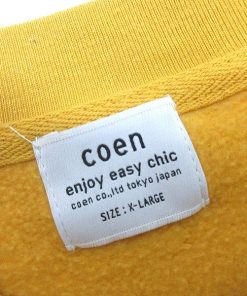 coen
enjoy easy chic
coen co.,ltd tokyo japan
SIZE : X-LARGE